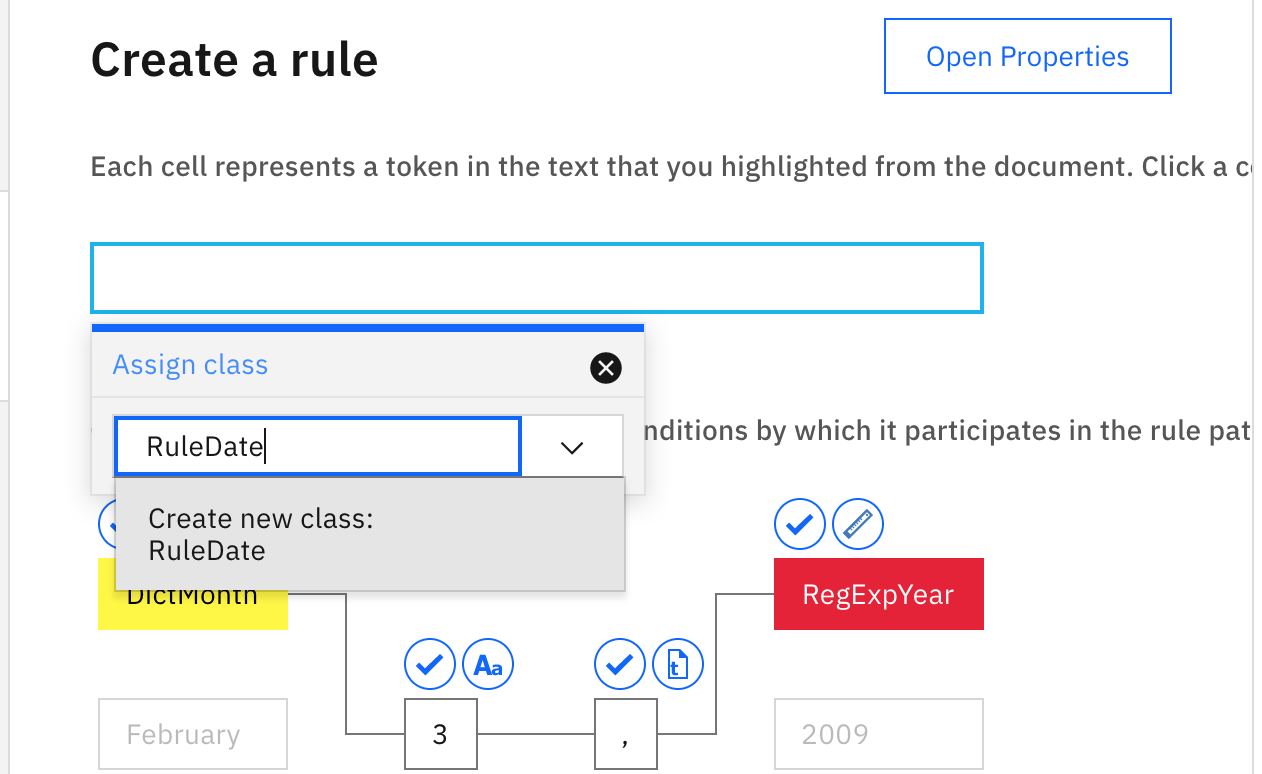 Create a rule
Open Properties
Each cell represents a token in the text that you highlighted from the document. Click a
Assign class
RuleDate
nditions by which it participates in the rule pat
Create new class:
RuleDate
DictMonth
RegExpYear
Aa
t
February
3
,
2009